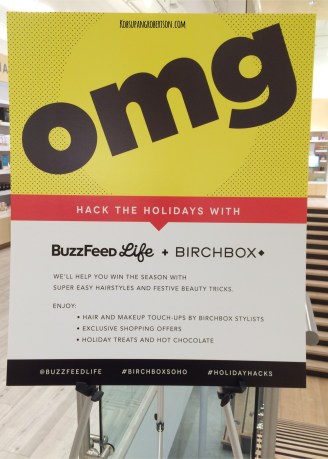 KOBSUPANGROBERTSON.COM
omg
HACK THE HOLIDAYS WITH
BuzzFeed Life + BIRCHBOX
WE'LL HELP YOU WIN THE SEASON WITH
SUPER EASY HAIRSTYLES AND FESTIVE BEAUTY TRICKS.
ENJOY:
• HAIR AND MAKEUP TOUCH-UPS BY BIRCHBOX STYLISTS
• EXCLUSIVE SHOPPING OFFERS
• HOLIDAY TREATS AND HOT CHOCOLATE
@BUZZFEEDLIFE #BIRCHBOXSOHO #HOLIDAYHACKS